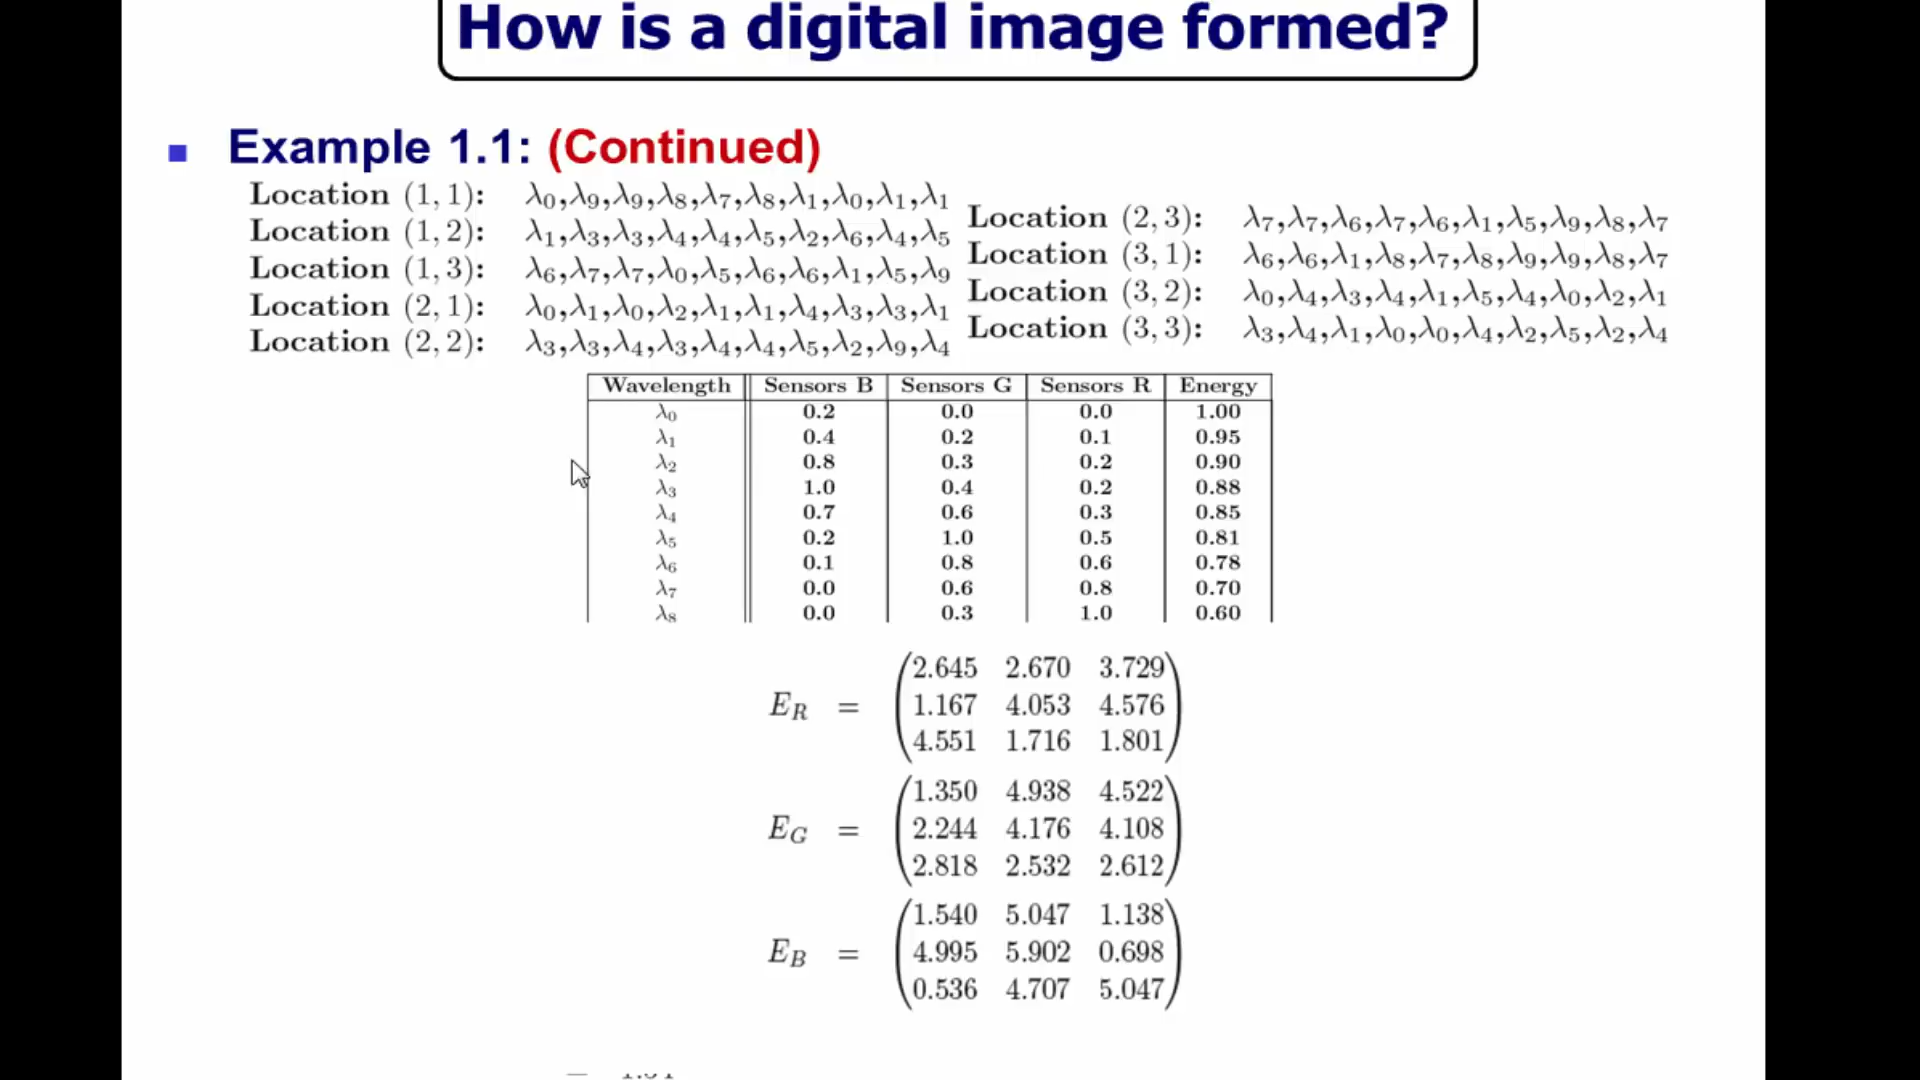 How is a digital image formed?
Example 1.1: (Continued)
Location (1, 1): λ0,λ9,λ9,λ8,λ7,λ8,λ1,λ0,λ1,λ1
Location (1, 2): λ1,λ3,λ3,λ4,λ4,λ5,λ2,λ6,λ4,λ5
Location (1, 3): λ6,λ7,λ7,λ0,λ5,λ6,λ6,λ1,λ5,λ9
Location (2, 1): λ0,λ1,λ0,λ2,λ1,λ1,λ4,λ3,λ3,λ1
Location (2, 2): λ3,λ3,λ4,λ3,λ4,λ4,λ5,λ2,λ9,λ4
Location (2, 3): λ7,λ7,λ6,λ7,λ6,λ1,λ5,λ9,λ8,λ7
Location (3, 1): λ6,λ6,λ1,λ8,λ7,λ8,λ9,λ9,λ8,λ7
Location (3, 2): λ0,λ4,λ3,λ4,λ1,λ5,λ4,λ0,λ2,λ1
Location (3, 3): λ3,λ4,λ1,λ0,λ0,λ4,λ2,λ5,λ2,λ4
Wavelength Sensors B Sensors G Sensors R Energy
λ0 0.2 0.0 0.0 1.00
λ1 0.4 0.2 0.1 0.95
λ2 0.8 0.3 0.2 0.90
λ3 1.0 0.4 0.2 0.88
λ4 0.7 0.6 0.3 0.85
λ5 0.2 1.0 0.5 0.81
λ6 0.1 0.8 0.6 0.78
λ7 0.0 0.6 0.8 0.70
λ8 0.0 0.3 1.0 0.60
2.645 2.670 3.729
ER = 1.167 4.053 4.576
4.551 1.716 1.801
1.350 4.938 4.522
EG = 2.244 4.176 4.108
2.818 2.532 2.612
1.540 5.047 1.138
EB = 4.995 5.902 0.698
0.536 4.707 5.047